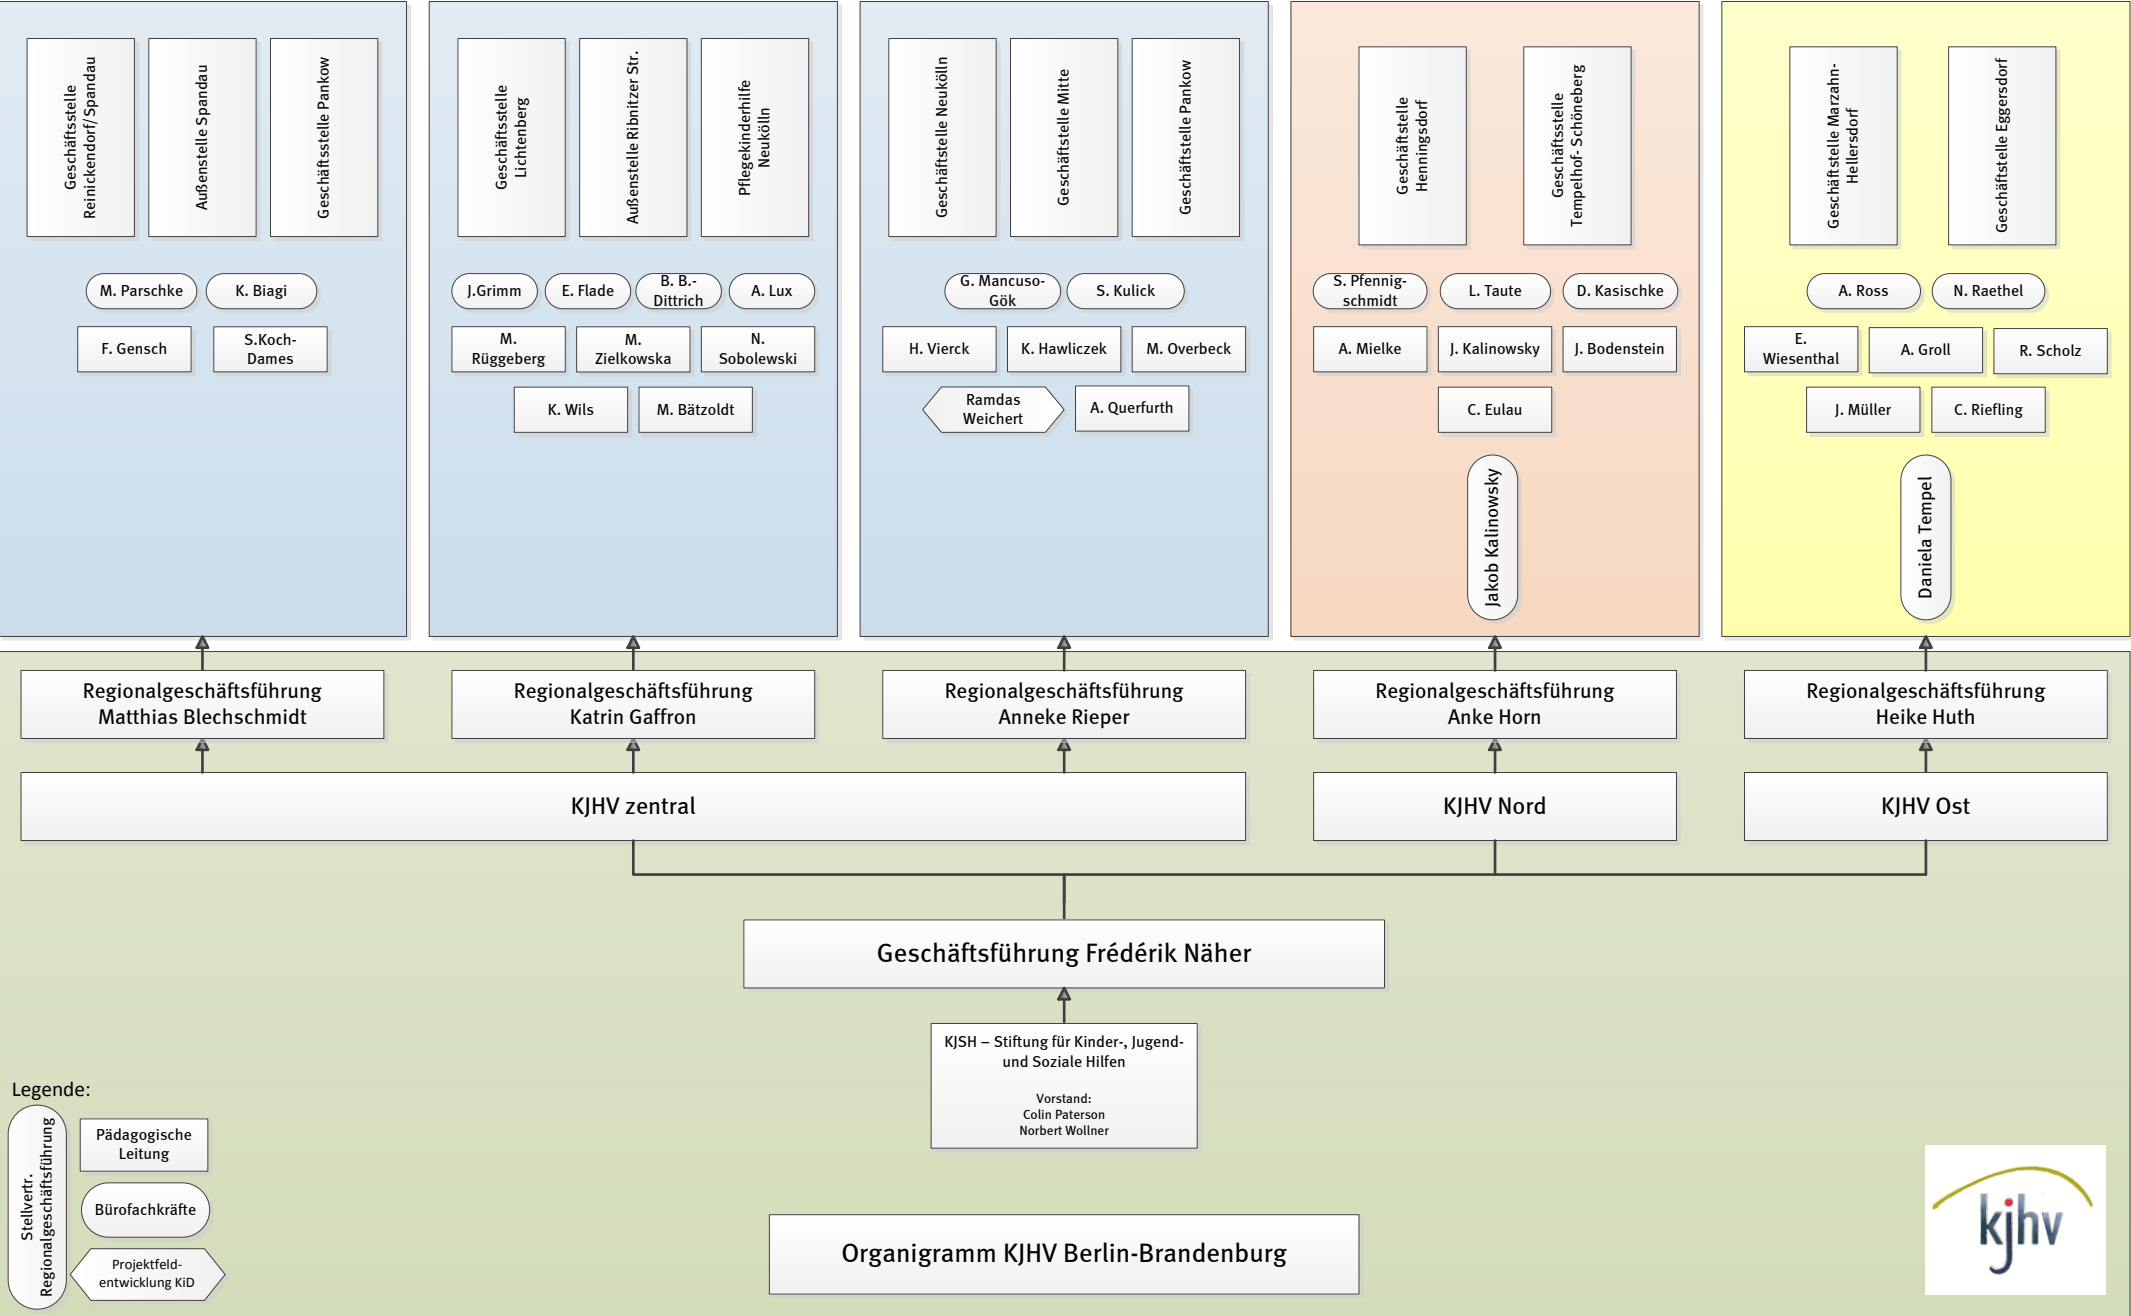 Geschäftsstelle
Reinickendorf/ Spandau
Außenstelle Spandau
Geschäftsstelle Pankow
M. Parschke
K. Biagi
F. Gensch
S.Koch-
Dames
Geschäftsstelle
Lichtenberg
Außenstelle Ribnitzer Str.
Pflegekinderhilfe
Neukölln
J.Grimm
E. Flade
B. B.-
Dittrich
A. Lux
M.
Rüggeberg
M.
Zielkowska
N.
Sobolewski
K. Wils
M. Bätzoldt
Geschäftstelle Neukölln
Geschäftstelle Mitte
Geschäftstelle Pankow
G. Mancuso-
Gök
S. Kulick
H. Vierck
K. Hawliczek
M. Overbeck
Ramdas
Weichert
A. Querfurth
Geschäftstelle
Henningsdorf
Geschäftsstelle
Tempelhof- Schöneberg
S. Pfennig-
schmidt
L. Taute
D. Kasischke
A. Mielke
J. Kalinowsky
J. Bodenstein
C. Eulau
Jakob Kalinowsky
Geschäftstelle Marzahn-
Hellersdorf
Geschäftstelle Eggersdorf
A. Ross
N. Raethel
E.
Wiesenthal
A. Groll
R. Scholz
J. Müller
C. Riefling
Daniela Tempel
Regionalgeschäftsführung
Matthias Blechschmidt
Regionalgeschäftsführung
Katrin Gaffron
Regionalgeschäftsführung
Anneke Rieper
Regionalgeschäftsführung
Anke Horn
Regionalgeschäftsführung
Heike Huth
KJHV zentral
KJHV Nord
KJHV Ost
Geschäftsführung Frédérik Näher
KJSH – Stiftung für Kinder-, Jugend-
und Soziale Hilfen
Vorstand:
Colin Paterson
Norbert Wollner
Legende:
Stellvertr.
Regionalgeschäftsführung
Pädagogische
Leitung
Bürofachkräfte
Projektfeld-
entwicklung KiD
Organigramm KJHV Berlin-Brandenburg
kjhv